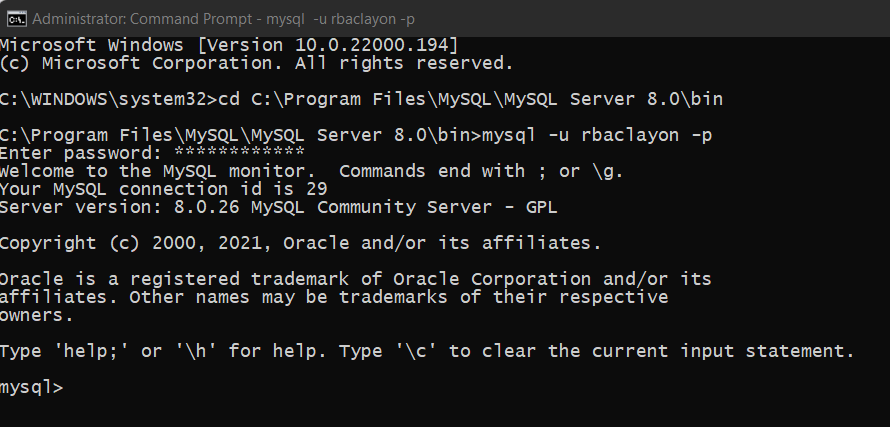 Administrator: Command Prompt - mysql  -u rbaclayon -p
Microsoft Windows [Version 10.0.22000.194]
(c) Microsoft Corporation. All rights reserved.
C:\WINDOWS\system32>cd C:\Program Files\MySQL\MySQL Server 8.0\bin
C:\Program Files\MySQL\MySQL Server 8.0\bin>mysql -u rbaclayon -p
Enter password: ************
Welcome to the MySQL monitor.  Commands end with ; or \g.
Your MySQL connection id is 29
Server version: 8.0.26 MySQL Community Server - GPL
Copyright (c) 2000, 2021, Oracle and/or its affiliates.
Oracle is a registered trademark of Oracle Corporation and/or its
affiliates. Other names may be trademarks of their respective
owners.
Type 'help;' or '\h' for help. Type '\c' to clear the current input statement.
mysql>